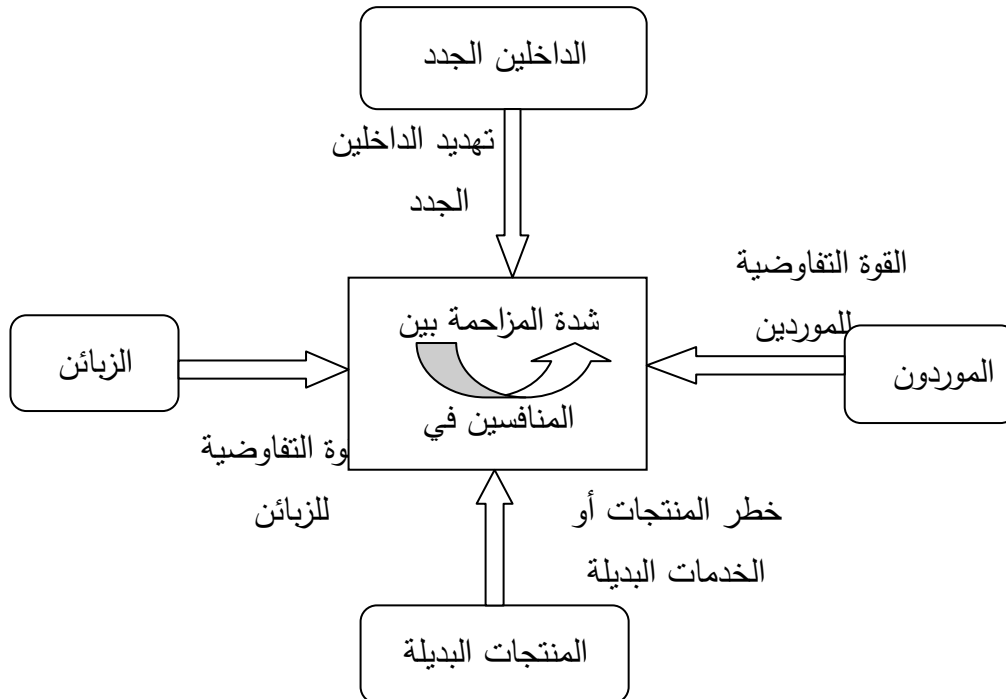 الداخلين الجدد
تهديد الداخلين
الجدد
القوة التفاوضية
للموردين
شدة المزاحمة بين
المنافسين في
الموردون
الزبائن
وة التفاوضية
للزبائن
خطر المنتجات أو
الخدمات البديلة
المنتجات البديلة